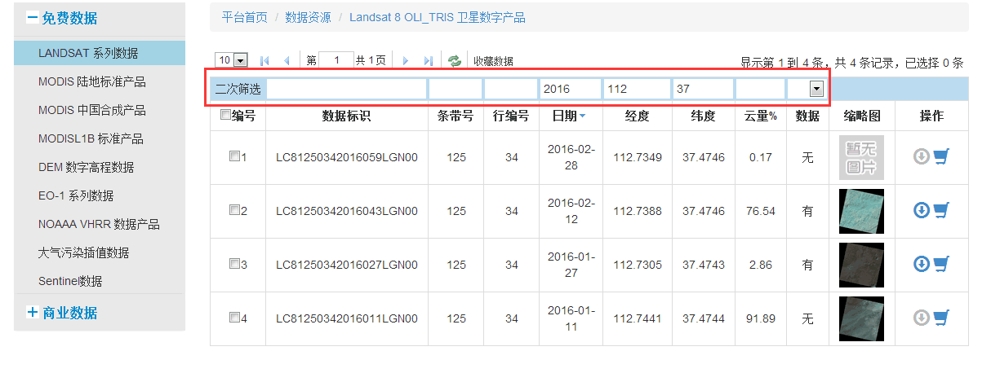 免费数据
LANDSAT 系列数据
MODIS 陆地标准产品
MODIS 中国合成产品
MODISL1B 标准产品
DEM 数字高程数据
EO-1 系列数据
NOAAA VHRR 数据产品
大气污染插值数据
Sentinel数据
商业数据
平台首页 / 数据资源 / Landsat 8 OLI_TRIS 卫星数字产品
10 第 1 共 1 页 收藏数据 显示第 1 到 4 条，共 4 条记录，已选择 0 条
二次筛选 2016 112 37
编号 数据标识 条带号 行编号 日期 经度 纬度 云量% 数据 缩略图 操作
1 LC81250342016059LGN00 125 34 2016-02-28 112.7349 37.4746 0.17 无 暂无图片
2 LC81250342016043LGN00 125 34 2016-02-12 112.7388 37.4746 76.54 有
3 LC81250342016027LGN00 125 34 2016-01-27 112.7305 37.4743 2.86 有
4 LC81250342016011LGN00 125 34 2016-01-11 112.7441 37.4744 91.89 无